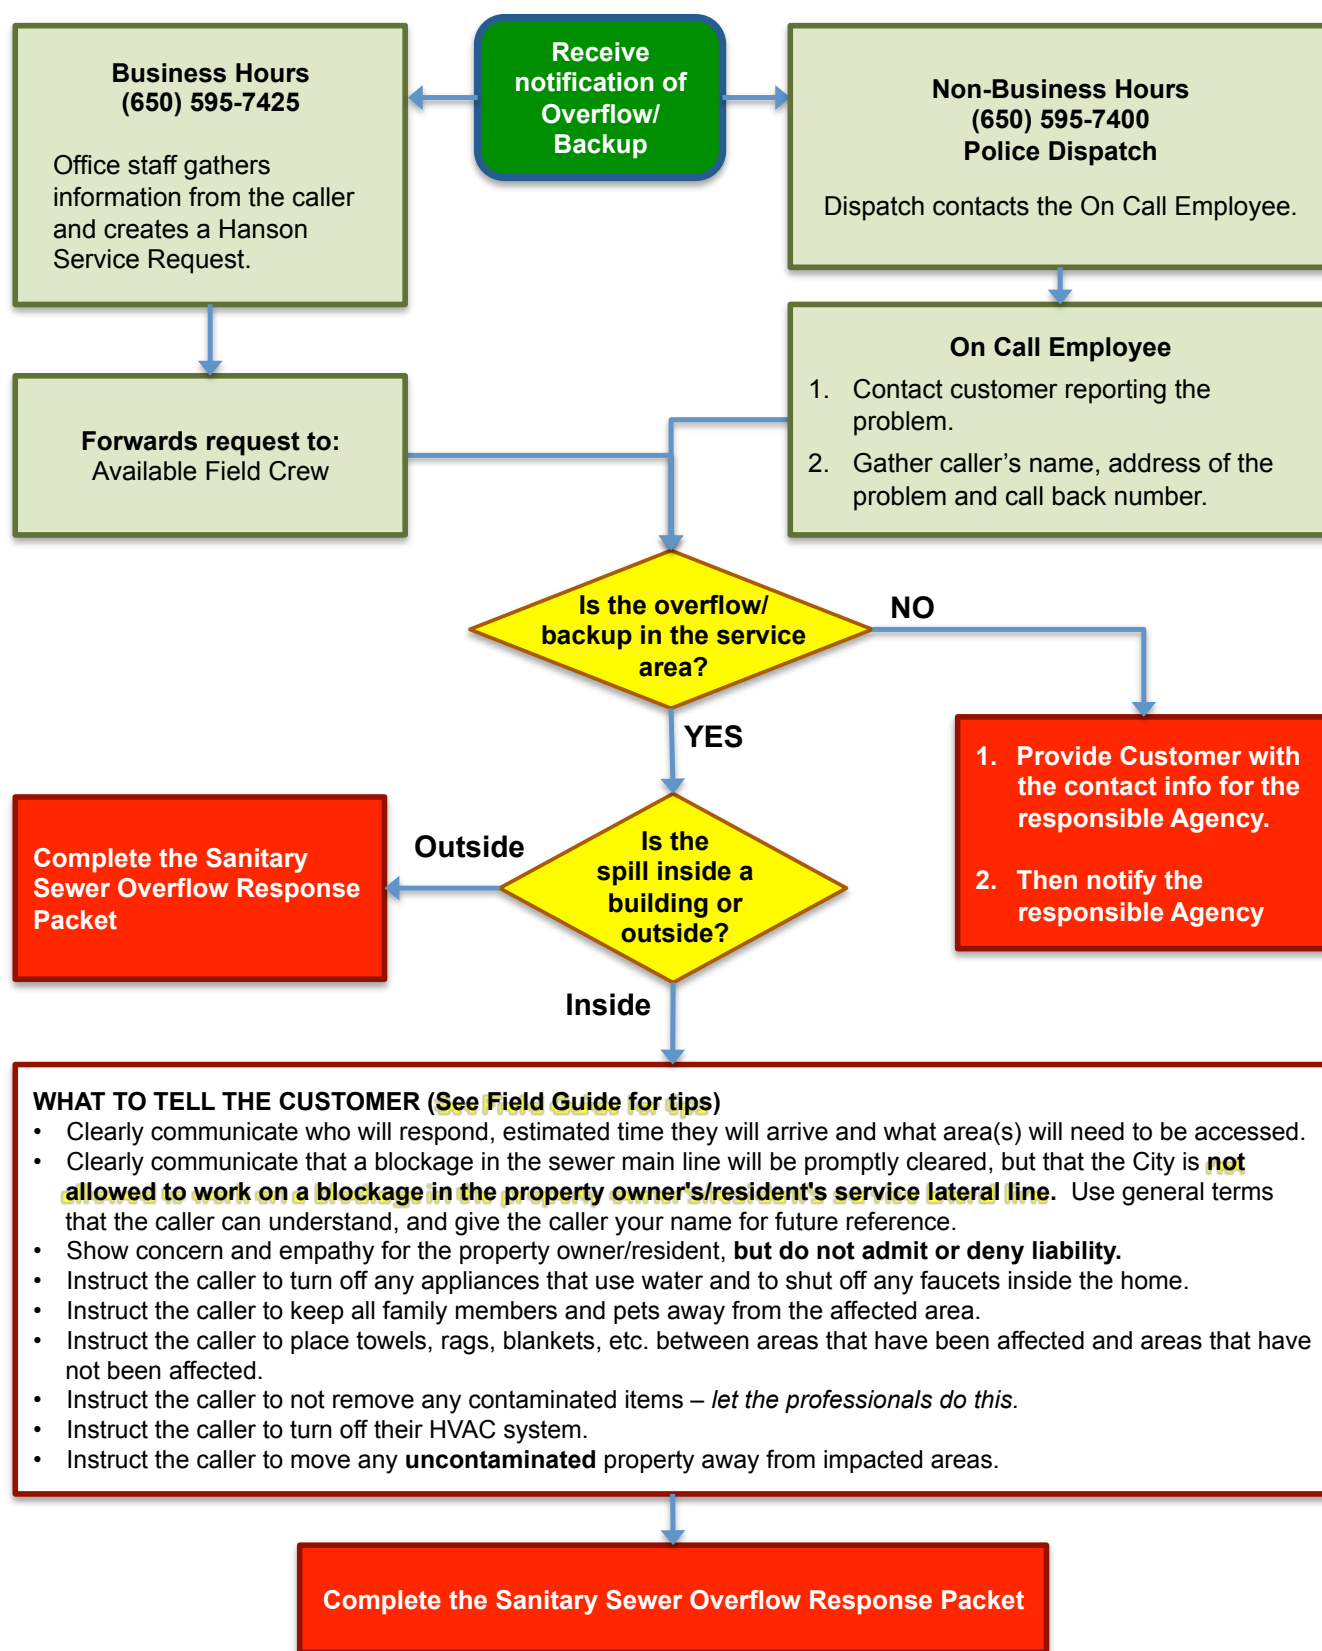 Receive
notification of
Overflow/
Backup
Business Hours
(650) 595-7425
Office staff gathers
information from the caller
and creates a Hanson
Service Request.
Non-Business Hours
(650) 595-7400
Police Dispatch
Dispatch contacts the On Call Employee.
Forwards request to:
Available Field Crew
On Call Employee
1. Contact customer reporting the
problem.
2. Gather caller’s name, address of the
problem and call back number.
Is the overflow/
backup in the service
area?
NO
YES
1. Provide Customer with
the contact info for the
responsible Agency.
2. Then notify the
responsible Agency
Is the
spill inside a
building or
outside?
Outside
Complete the Sanitary
Sewer Overflow Response
Packet
Inside
WHAT TO TELL THE CUSTOMER (See Field Guide for tips)
• Clearly communicate who will respond, estimated time they will arrive and what area(s) will need to be accessed.
• Clearly communicate that a blockage in the sewer main line will be promptly cleared, but that the City is not
allowed to work on a blockage in the property owner's/resident's service lateral line. Use general terms
that the caller can understand, and give the caller your name for future reference.
• Show concern and empathy for the property owner/resident, but do not admit or deny liability.
• Instruct the caller to turn off any appliances that use water and to shut off any faucets inside the home.
• Instruct the caller to keep all family members and pets away from the affected area.
• Instruct the caller to place towels, rags, blankets, etc. between areas that have been affected and areas that have
not been affected.
• Instruct the caller to not remove any contaminated items – let the professionals do this.
• Instruct the caller to turn off their HVAC system.
• Instruct the caller to move any uncontaminated property away from impacted areas.
Complete the Sanitary Sewer Overflow Response Packet